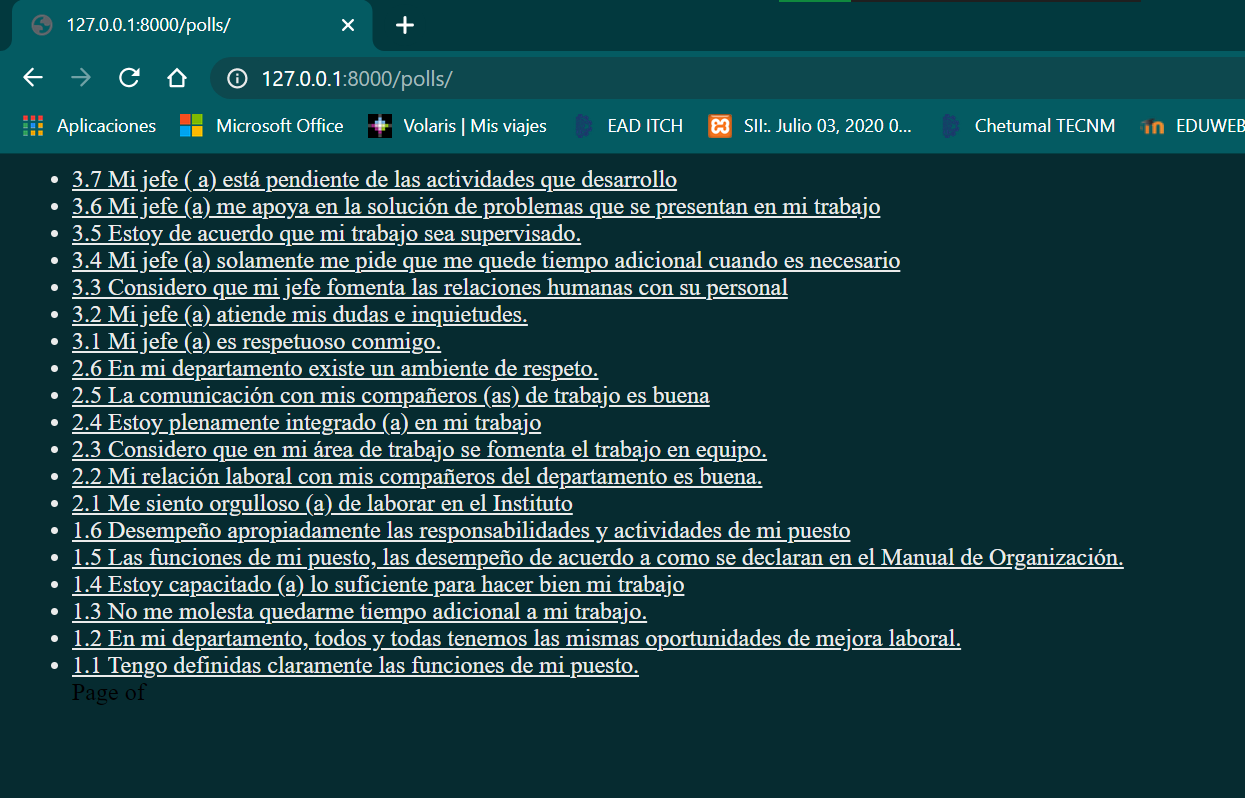 127.0.0.1:8000/polls/
127.0.0.1:8000/polls/
Aplicaciones Microsoft Office Volaris | Mis viajes EAD ITCH SII:. Julio 03, 2020 0... Chetumal TECNM EDUWEB
3.7 Mi jefe ( a) está pendiente de las actividades que desarrollo
3.6 Mi jefe (a) me apoya en la solución de problemas que se presentan en mi trabajo
3.5 Estoy de acuerdo que mi trabajo sea supervisado.
3.4 Mi jefe (a) solamente me pide que me quede tiempo adicional cuando es necesario
3.3 Considero que mi jefe fomenta las relaciones humanas con su personal
3.2 Mi jefe (a) atiende mis dudas e inquietudes.
3.1 Mi jefe (a) es respetuoso conmigo.
2.6 En mi departamento existe un ambiente de respeto.
2.5 La comunicación con mis compañeros (as) de trabajo es buena
2.4 Estoy plenamente integrado (a) en mi trabajo
2.3 Considero que en mi área de trabajo se fomenta el trabajo en equipo.
2.2 Mi relación laboral con mis compañeros del departamento es buena.
2.1 Me siento orgulloso (a) de laborar en el Instituto
1.6 Desempeño apropiadamente las responsabilidades y actividades de mi puesto
1.5 Las funciones de mi puesto, las desempeño de acuerdo a como se declaran en el Manual de Organización.
1.4 Estoy capacitado (a) lo suficiente para hacer bien mi trabajo
1.3 No me molesta quedarme tiempo adicional a mi trabajo.
1.2 En mi departamento, todos y todas tenemos las mismas oportunidades de mejora laboral.
1.1 Tengo definidas claramente las funciones de mi puesto.
Page of